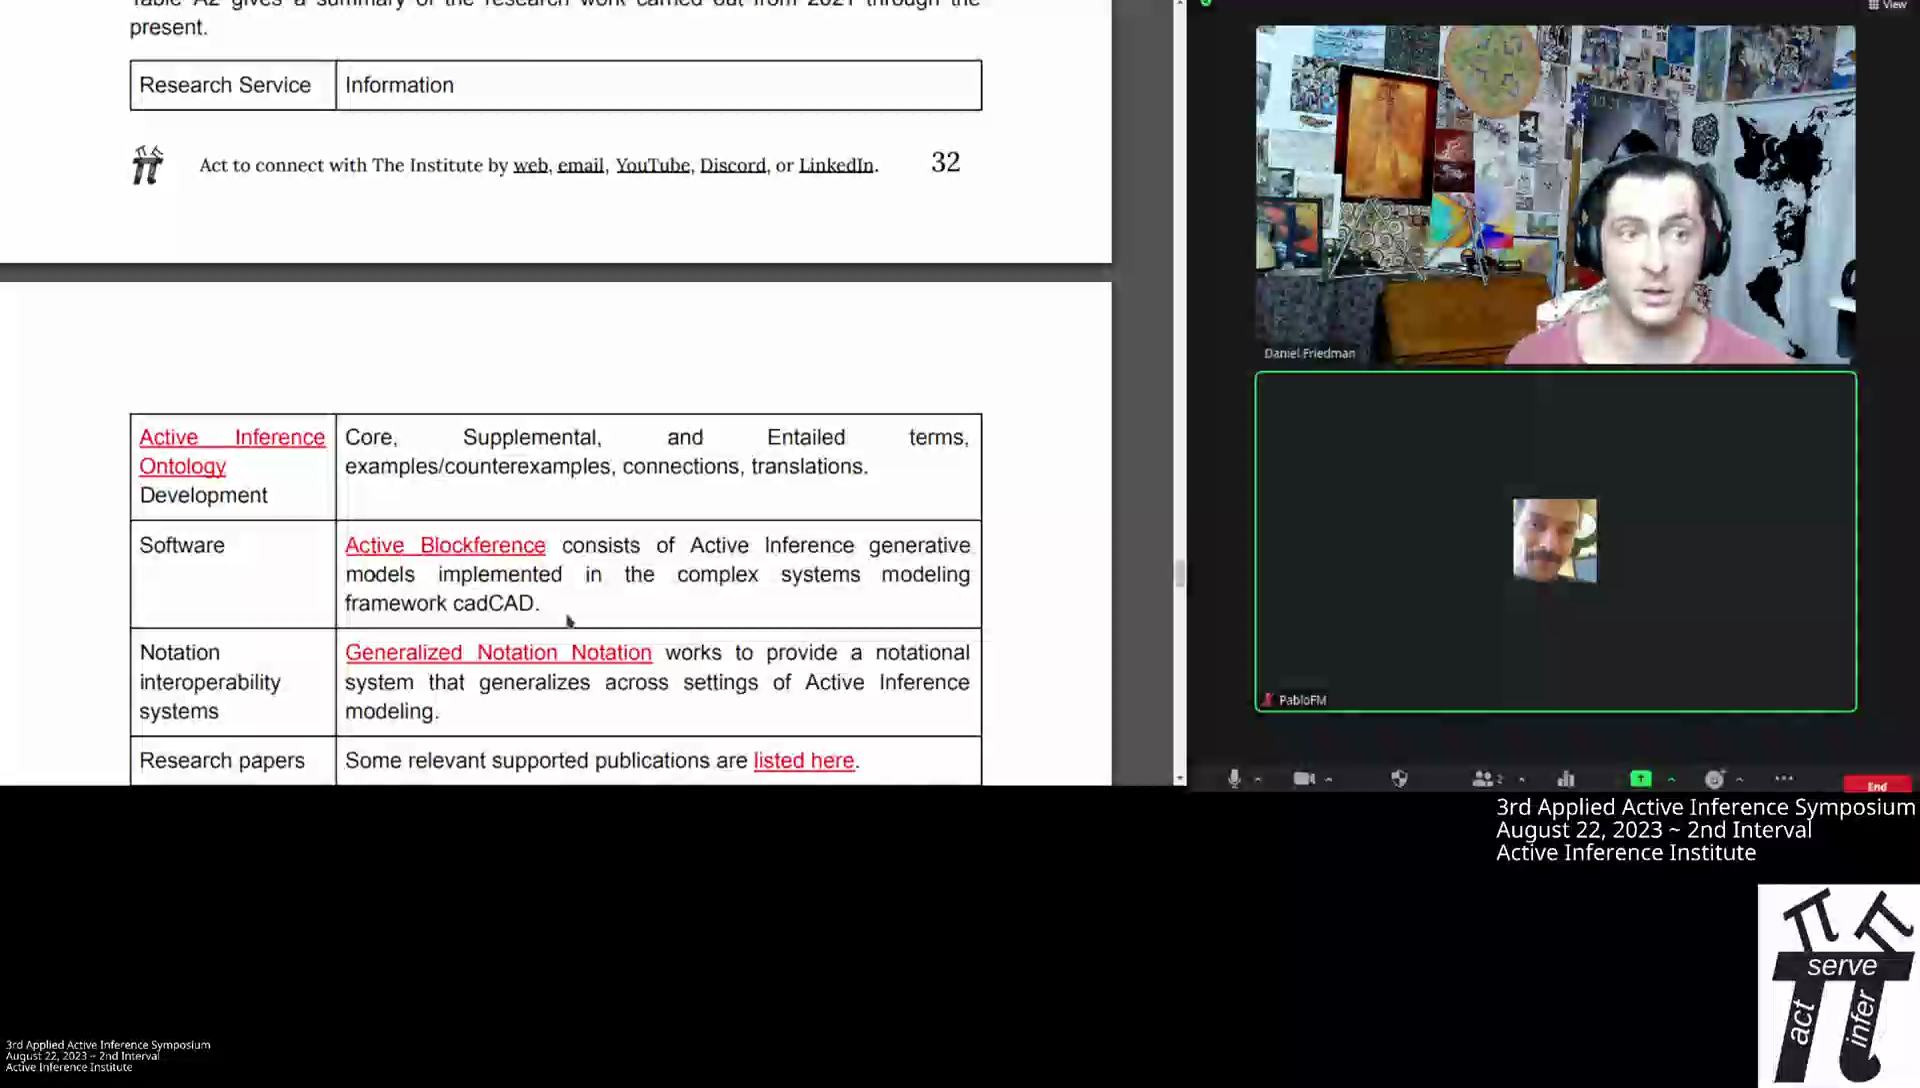 Table A2 gives a summary of the research work carried out from 2021 through the
present.
Research Service
Information
Act to connect with The Institute by web, email, YouTube, Discord, or LinkedIn.
32
Active Inference
Ontology
Development
Core, Supplemental, and Entailed terms,
examples/counterexamples, connections, translations.
Software
Active Blockference consists of Active Inference generative
models implemented in the complex systems modeling
framework cadCAD.
Notation
interoperability
systems
Generalized Notation Notation works to provide a notational
system that generalizes across settings of Active Inference
modeling.
Research papers
Some relevant supported publications are listed here.
View
Daniel Friedman
PabloFM
2
End
3rd Applied Active Inference Symposium
August 22, 2023 ~ 2nd Interval
Active Inference Institute
serve
act
infer
3rd Applied Active Inference Symposium
August 22, 2023 ~ 2nd Interval
Active Inference Institute